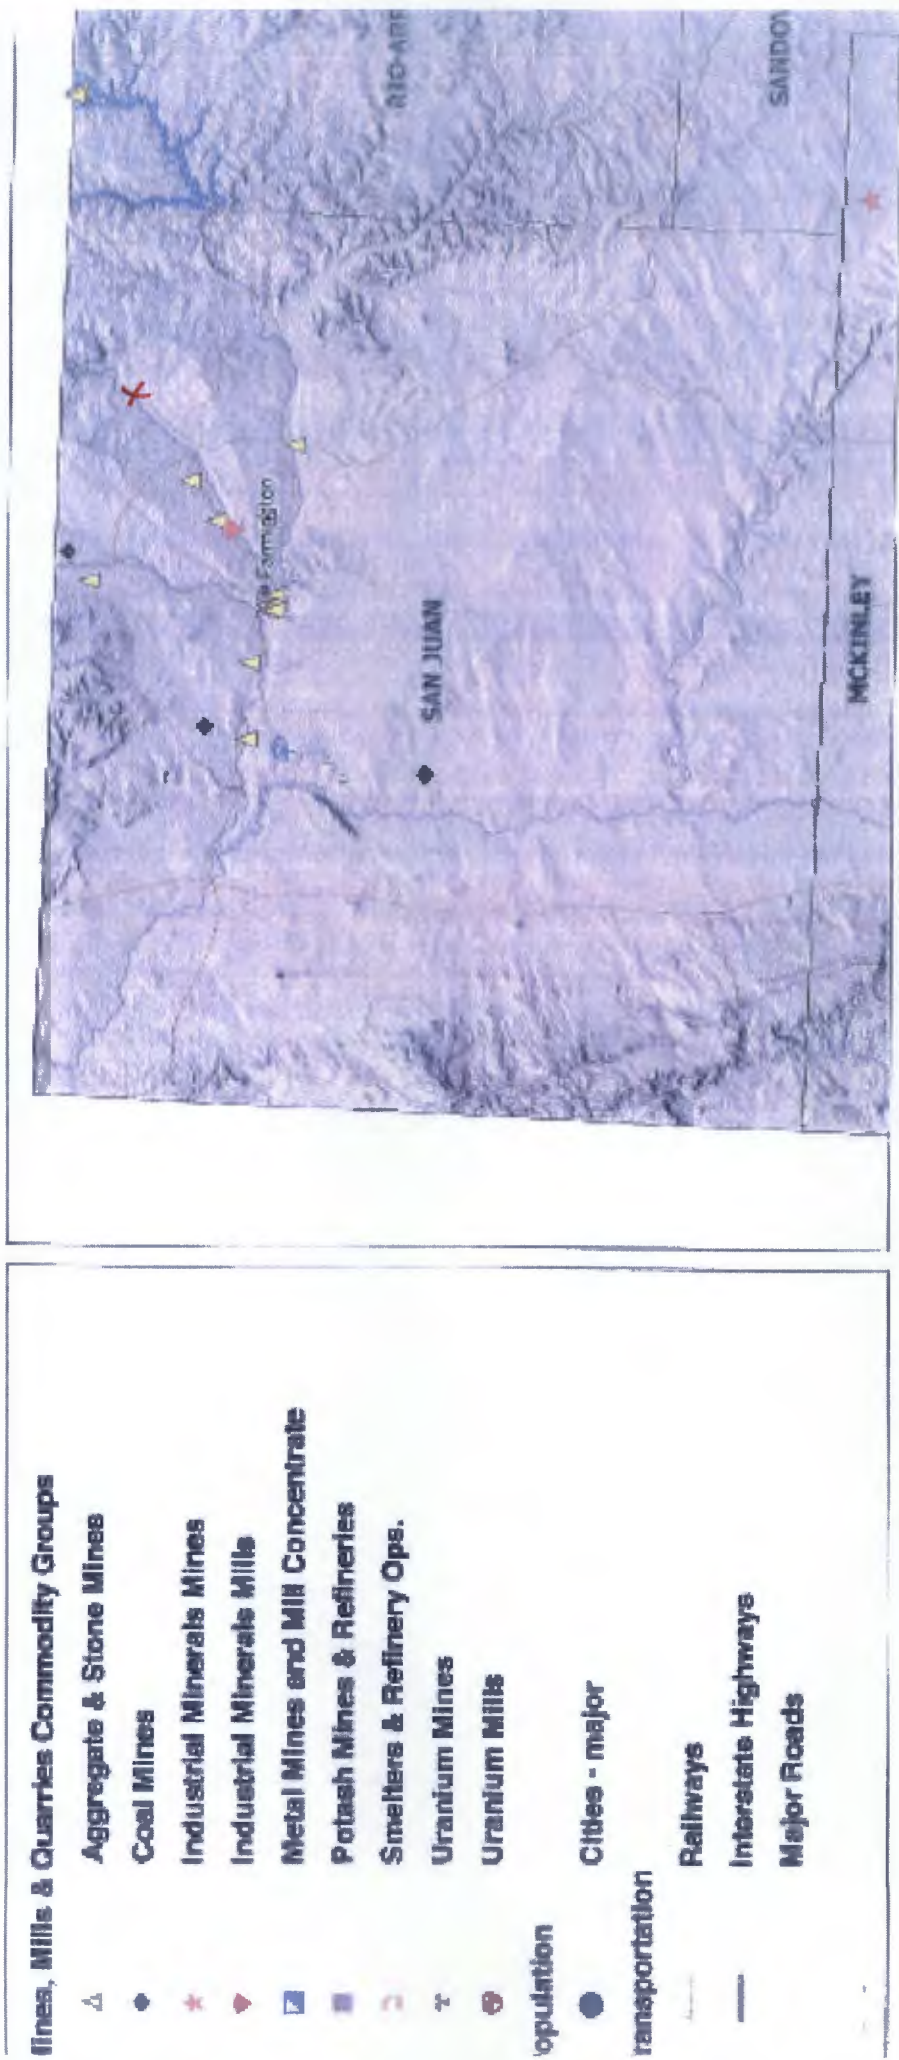 lines, Mills & Quarries Commodity Groups
Aggregate & Stone Mines
Coal Mines
Industrial Minerals Mines
Industrial Minerals Mills
Metal Mines and Mill Concentrate
Potash Mines & Refineries
Smelters & Refinery Ops.
Uranium Mines
Uranium Mills
opulation
Cities - major
ransportation
Railways
Interstate Highways
Major Roads
Farmington
SAN JUAN
RIO ARR
SANDOV
MCKINLEY
X